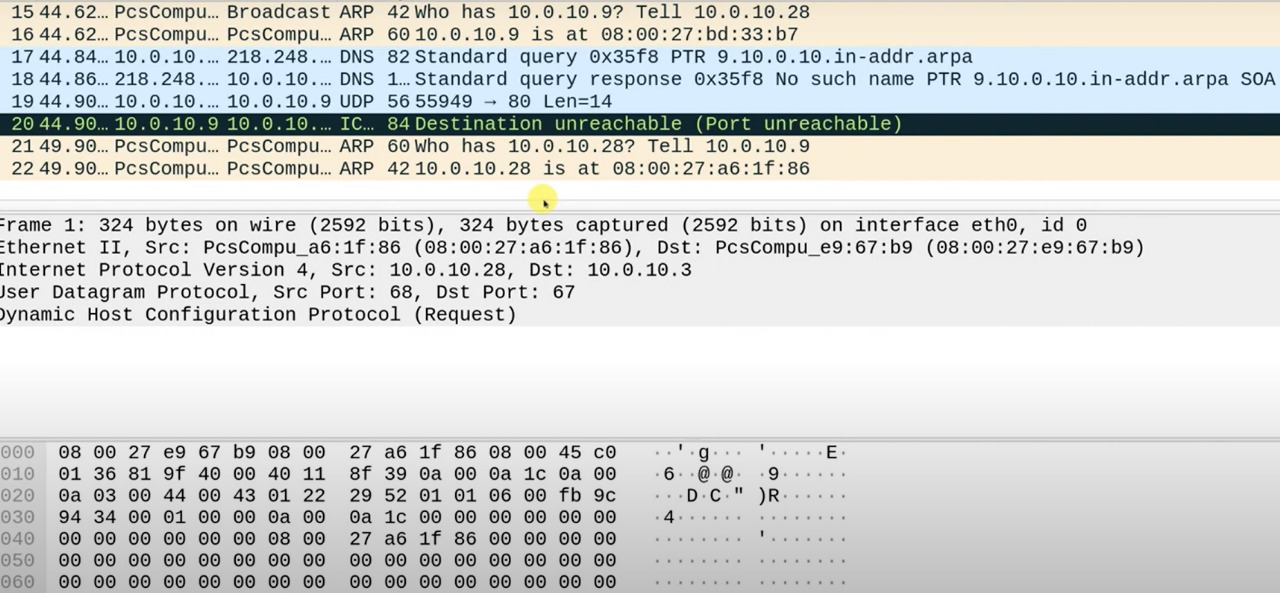 15 44.62… PcsCompu… Broadcast ARP 42 Who has 10.0.10.9? Tell 10.0.10.28
16 44.62… PcsCompu… PcsCompu… ARP 60 10.0.10.9 is at 08:00:27:bd:33:b7
17 44.84… 10.0.10.… 218.248.… DNS 82 Standard query 0x35f8 PTR 9.10.0.10.in-addr.arpa
18 44.86… 218.248.… 10.0.10.… DNS 1… Standard query response 0x35f8 No such name PTR 9.10.0.10.in-addr.arpa SOA
19 44.90… 10.0.10.… 10.0.10.9 UDP 56 55949 → 80 Len=14
20 44.90… 10.0.10.9 10.0.10.… IC… 84 Destination unreachable (Port unreachable)
21 49.90… PcsCompu… PcsCompu… ARP 60 Who has 10.0.10.28? Tell 10.0.10.9
22 49.90… PcsCompu… PcsCompu… ARP 42 10.0.10.28 is at 08:00:27:a6:1f:86
Frame 1: 324 bytes on wire (2592 bits), 324 bytes captured (2592 bits) on interface eth0, id 0
Ethernet II, Src: PcsCompu_a6:1f:86 (08:00:27:a6:1f:86), Dst: PcsCompu_e9:67:b9 (08:00:27:e9:67:b9)
Internet Protocol Version 4, Src: 10.0.10.28, Dst: 10.0.10.3
User Datagram Protocol, Src Port: 68, Dst Port: 67
Dynamic Host Configuration Protocol (Request)
000 08 00 27 e9 67 b9 08 00 27 a6 1f 86 08 00 45 c0 ··'·g··· '·····E·
010 01 36 81 9f 40 00 40 11 8f 39 0a 00 0a 1c 0a 00 ·6··@·@· ·9······
020 0a 03 00 44 00 43 01 22 29 52 01 01 06 00 fb 9c ···D·C·" )R······
030 94 34 00 01 00 00 0a 00 0a 1c 00 00 00 00 00 00 ·4······ ········
040 00 00 00 00 00 00 08 00 27 a6 1f 86 00 00 00 00 ········ '·······
050 00 00 00 00 00 00 00 00 00 00 00 00 00 00 00 00 ········ ········
060 00 00 00 00 00 00 00 00 00 00 00 00 00 00 00 00 ········ ········